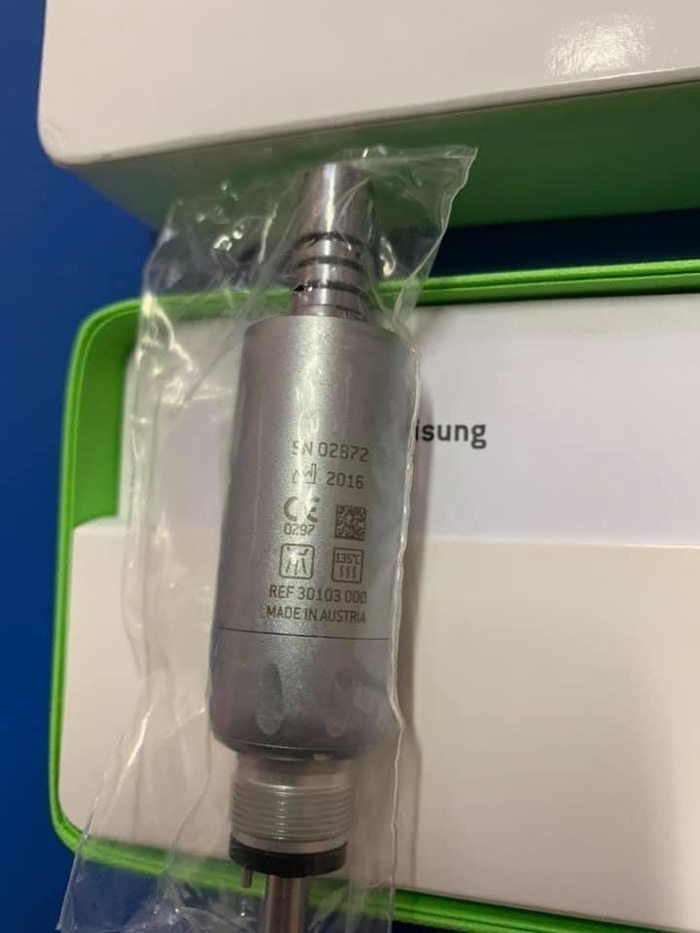 SN 02872
2016
CE
0297
135°C
REF 30103 000
MADE IN AUSTRIA
isung